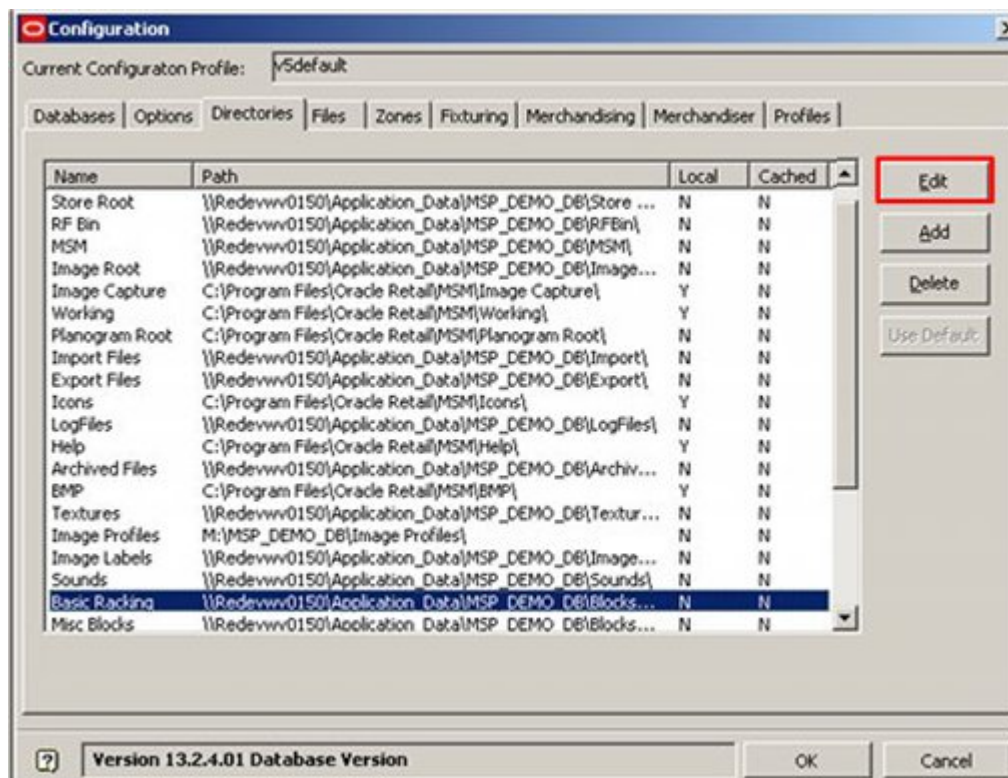 Configuration
Current Configuraton Profile: v5default
Databases Options Directories Files Zones Fixturing Merchandising Merchandiser Profiles
Name Path Local Cached
Store Root \\Redevwv0150\Application_Data\MSP_DEMO_DB\Store ... N N
RF Bin \\Redevwv0150\Application_Data\MSP_DEMO_DB\RFBin\ N N
MSM \\Redevwv0150\Application_Data\MSP_DEMO_DB\MSM\ N N
Image Root \\Redevwv0150\Application_Data\MSP_DEMO_DB\Image... N N
Image Capture C:\Program Files\Oracle Retail\MSM\Image Capture\ Y N
Working C:\Program Files\Oracle Retail\MSM\Working\ Y N
Planogram Root C:\Program Files\Oracle Retail\MSM\Planogram Root\ N N
Import Files \\Redevwv0150\Application_Data\MSP_DEMO_DB\Import\ N N
Export Files \\Redevwv0150\Application_Data\MSP_DEMO_DB\Export\ N N
Icons C:\Program Files\Oracle Retail\MSM\Icons\ Y N
LogFiles \\Redevwv0150\Application_Data\MSP_DEMO_DB\LogFiles\ N N
Help C:\Program Files\Oracle Retail\MSM\Help\ Y N
Archived Files \\Redevwv0150\Application_Data\MSP_DEMO_DB\Archiv... N N
BMP C:\Program Files\Oracle Retail\MSM\BMP\ Y N
Textures \\Redevwv0150\Application_Data\MSP_DEMO_DB\Textur... N N
Image Profiles M:\MSP_DEMO_DB\Image Profiles\ N N
Image Labels \\Redevwv0150\Application_Data\MSP_DEMO_DB\Image... N N
Sounds \\Redevwv0150\Application_Data\MSP_DEMO_DB\Sounds\ N N
Basic Racking \\Redevwv0150\Application_Data\MSP_DEMO_DB\Blocks... N N
Misc Blocks \\Redevwv0150\Application_Data\MSP_DEMO_DB\Blocks... N N
Edit
Add
Delete
Use Default
Version 13.2.4.01 Database Version
OK Cancel